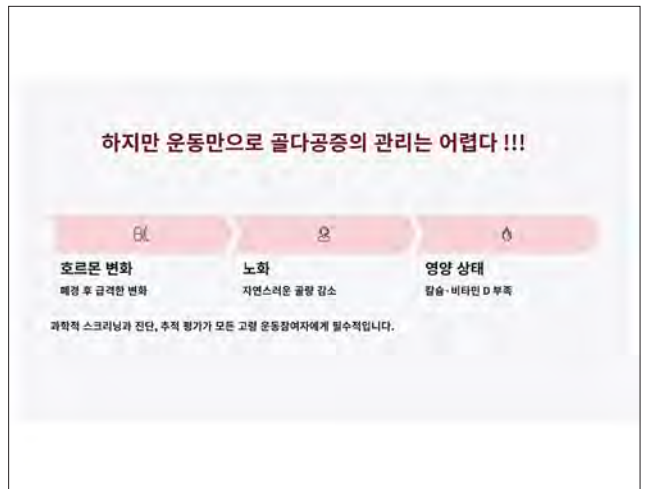 하지만 운동만으로 골다공증의 관리는 어렵다 !!!
호르몬 변화
폐경 후 급격한 변화
노화
자연스러운 골량 감소
영양 상태
칼슘·비타민 D 부족
과학적 스크리닝과 진단, 추적 평가가 모든 고령 운동참여자에게 필수적입니다.